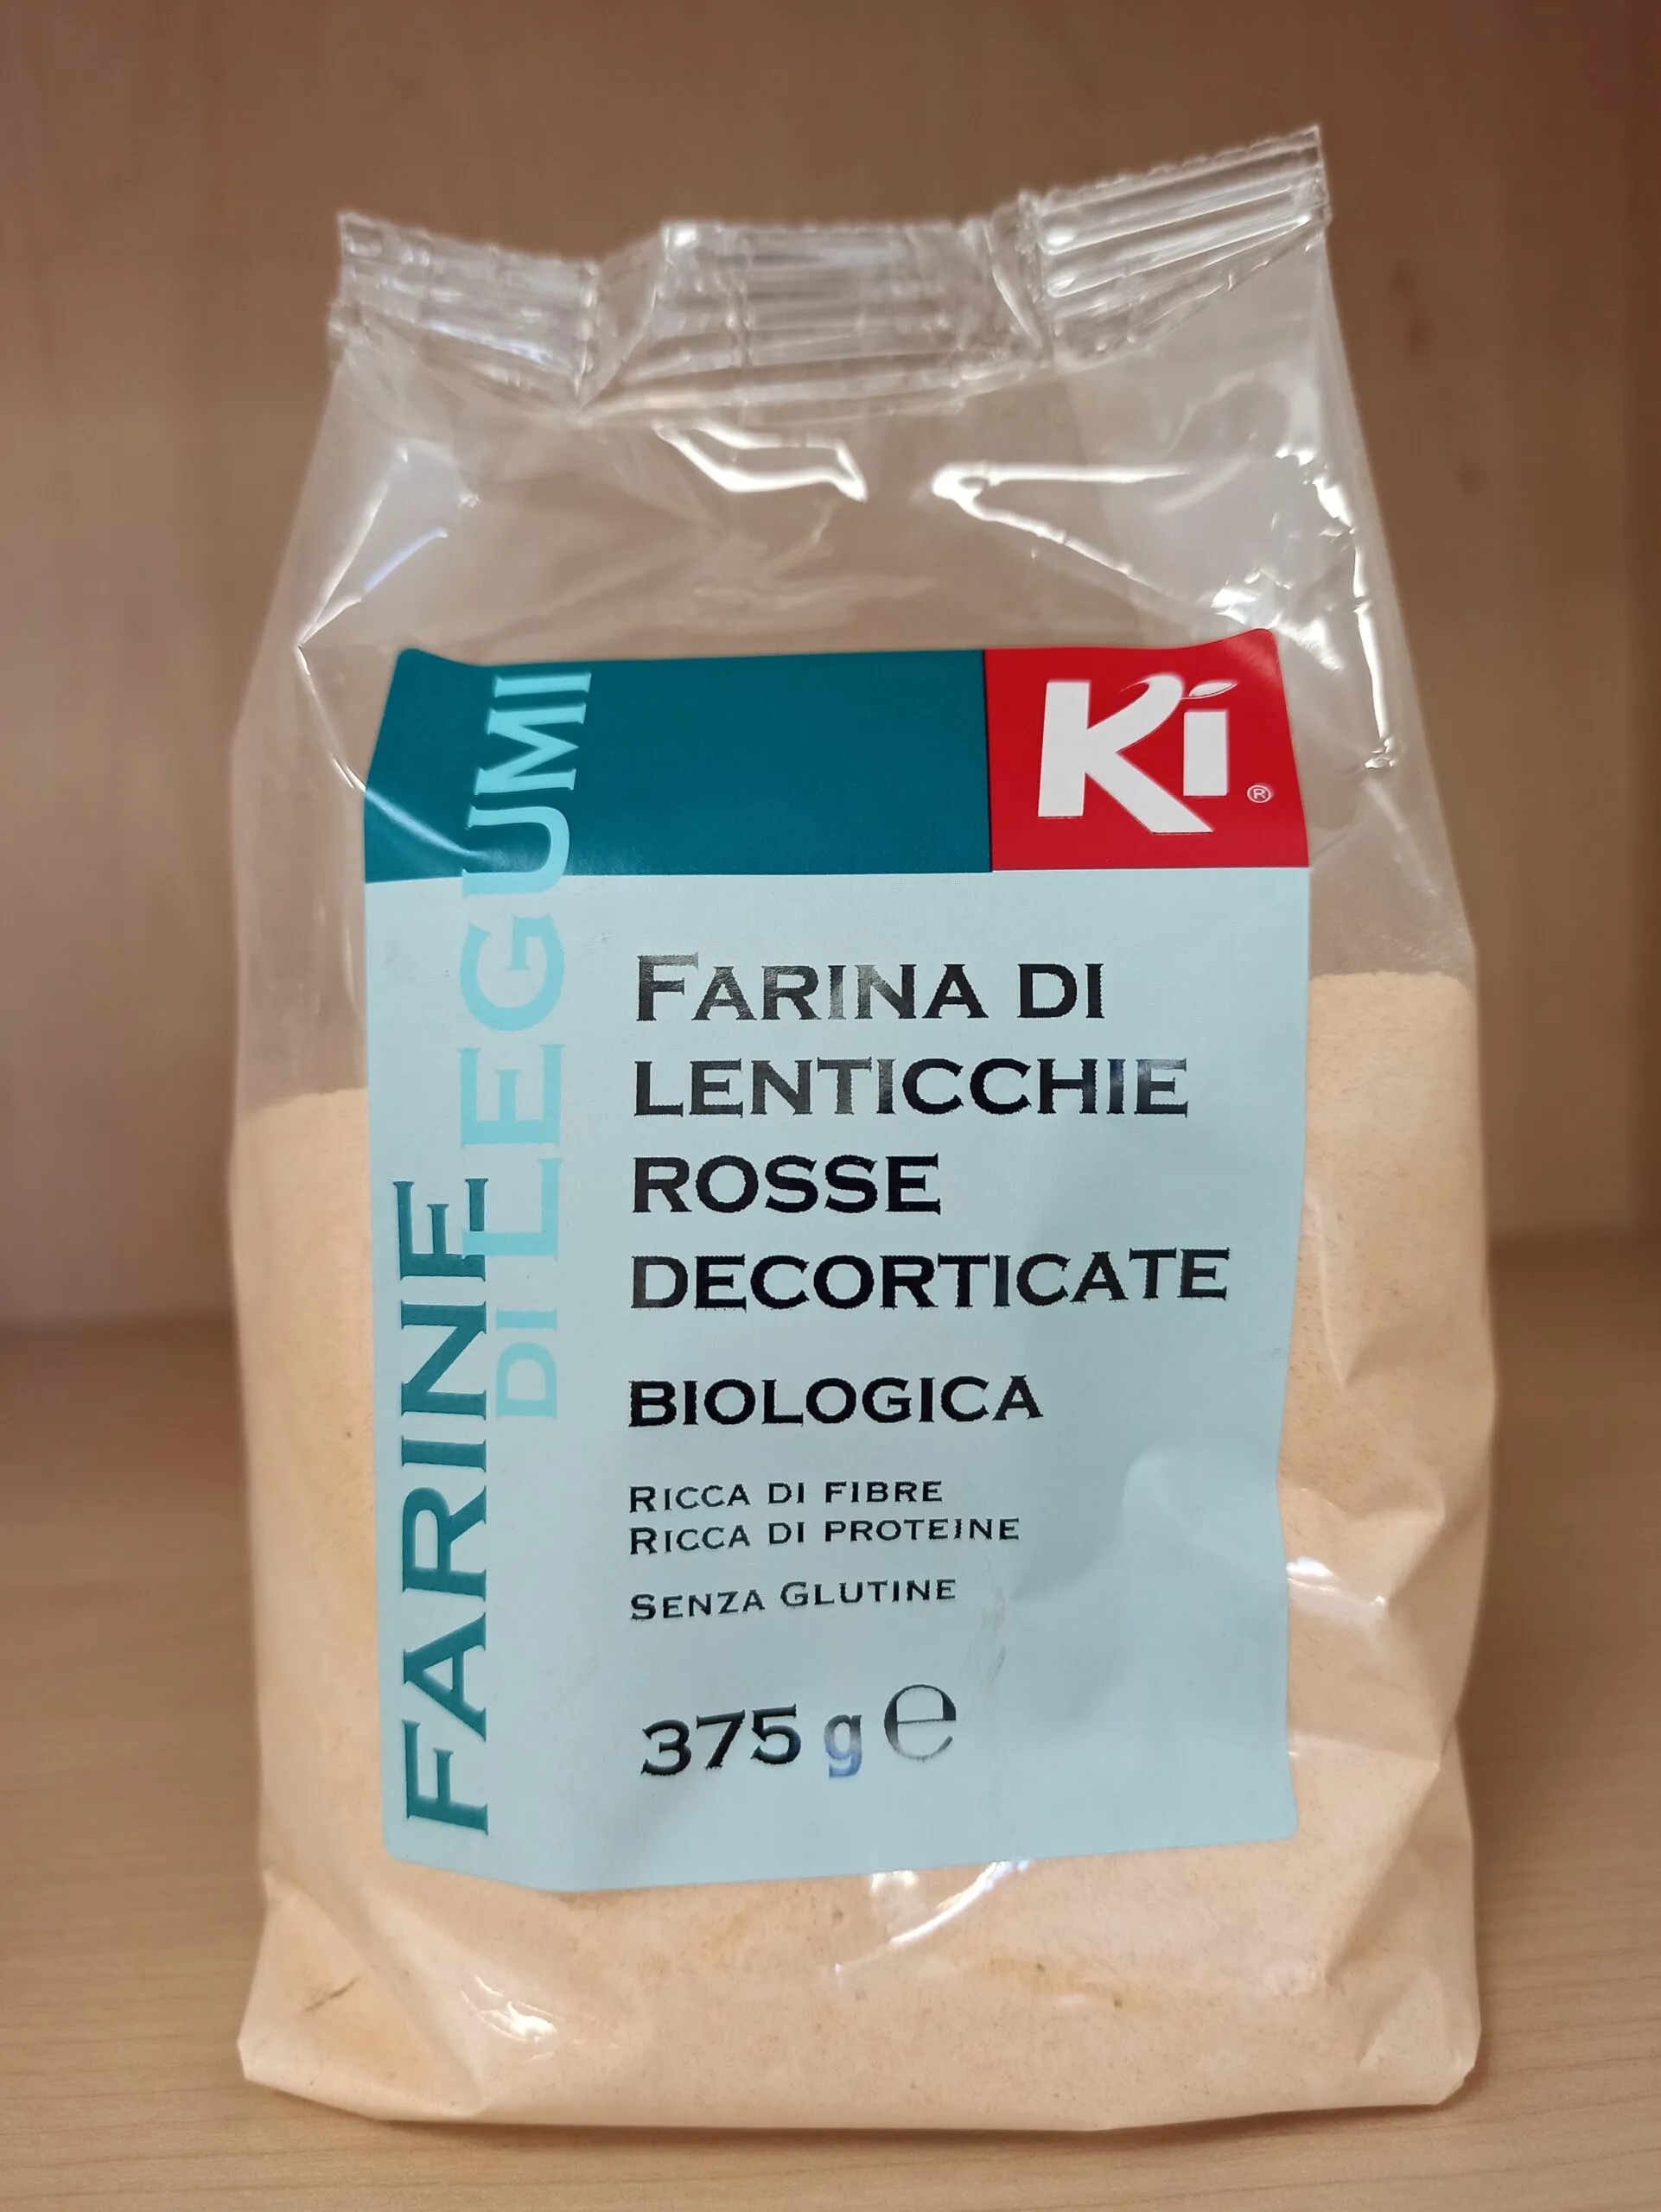 Ki®
FARINE
DI LEGUMI
FARINA DI
LENTICCHIE
ROSSE
DECORTICATE
BIOLOGICA
RICCA DI FIBRE
RICCA DI PROTEINE
SENZA GLUTINE
375 g ℮